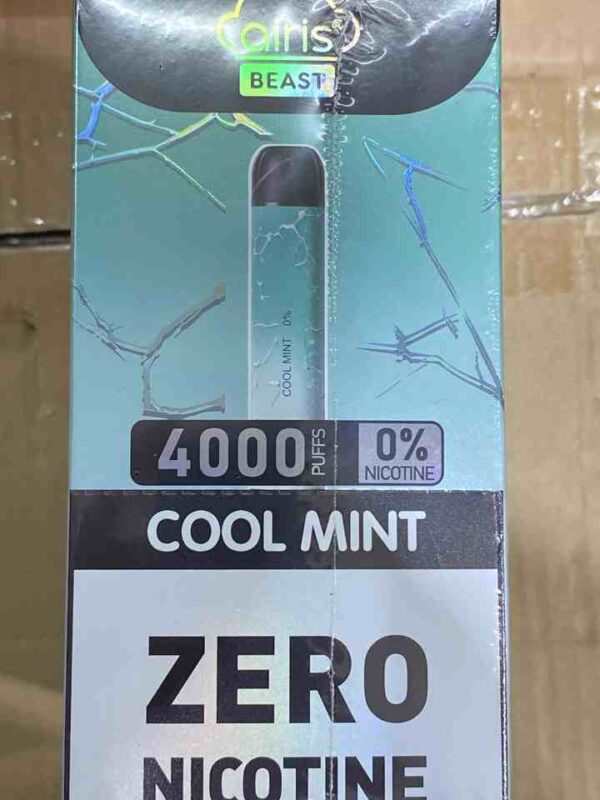 airis®
BEAST
COOL MINT 0%
4000 PUFFS
0%
NICOTINE
COOL MINT
ZERO
NICOTINE